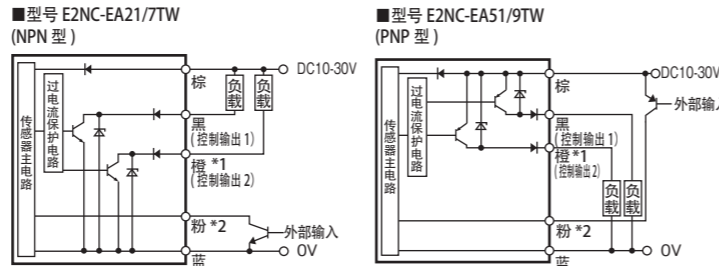 ■型号 E2NC-EA21/7TW
(NPN 型 )
DC10-30V
棕
负载
负载
过电流保护电路
传感器主电路
黑
(控制输出 1)
橙 *1
(控制输出 2)
粉 *2
外部输入
0V
蓝
■型号 E2NC-EA51/9TW
(PNP 型 )
DC10-30V
棕
外部输入
过电流保护电路
传感器主电路
黑
(控制输出 1)
橙 *1
(控制输出 2)
负载
负载
粉 *2
0V
蓝